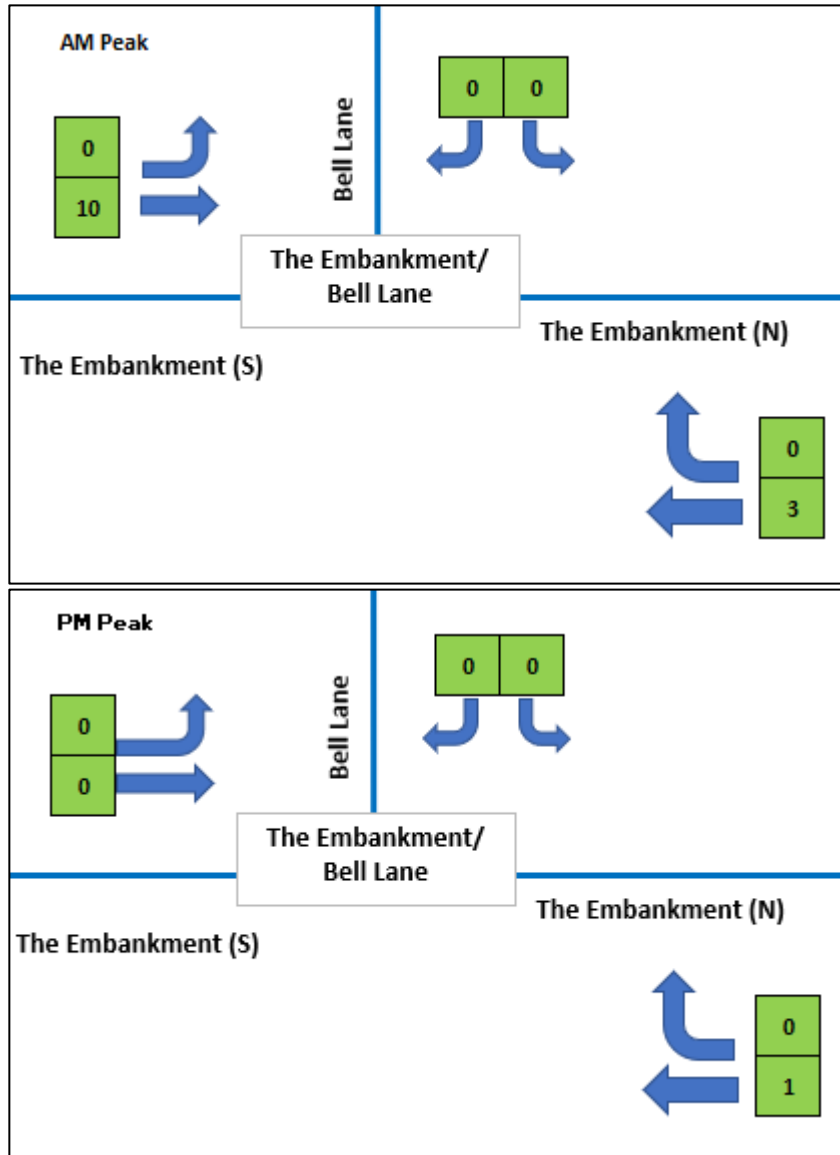 AM Peak
0 0
0
10
Bell Lane
The Embankment/
Bell Lane
The Embankment (N)
The Embankment (S)
0
3
PM Peak
0 0
0
0
Bell Lane
The Embankment/
Bell Lane
The Embankment (N)
The Embankment (S)
0
1